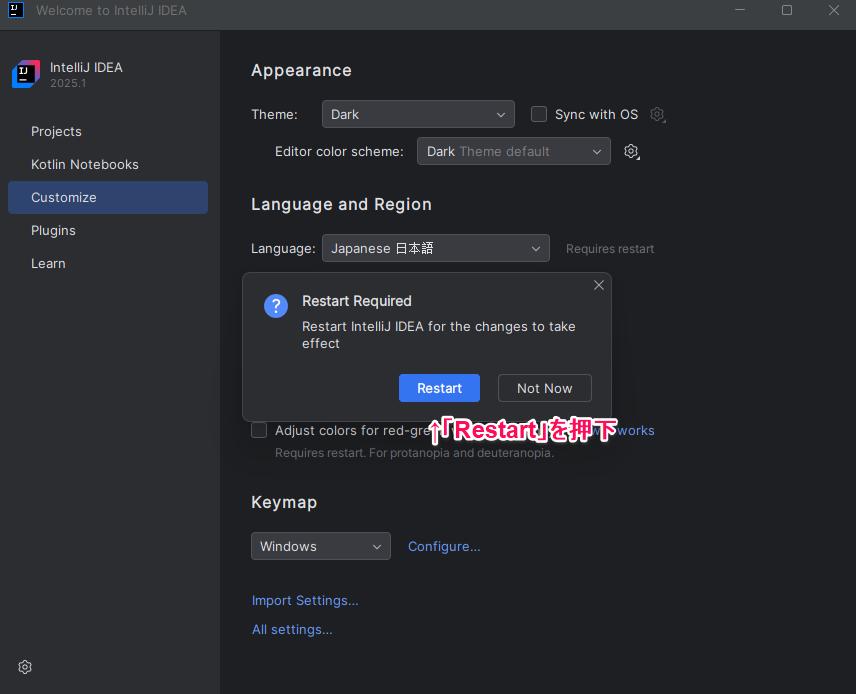 Welcome to IntelliJ IDEA
IntelliJ IDEA
2025.1
Projects
Kotlin Notebooks
Customize
Plugins
Learn
Appearance
Theme: Dark Sync with OS
Editor color scheme: Dark Theme default
Language and Region
Language: Japanese 日本語 Requires restart
Restart Required
Restart IntelliJ IDEA for the changes to take
effect
Restart Not Now
↑「Restart」を押下
Adjust colors for red-gre works
Requires restart. For protanopia and deuteranopia.
Keymap
Windows Configure...
Import Settings...
All settings...